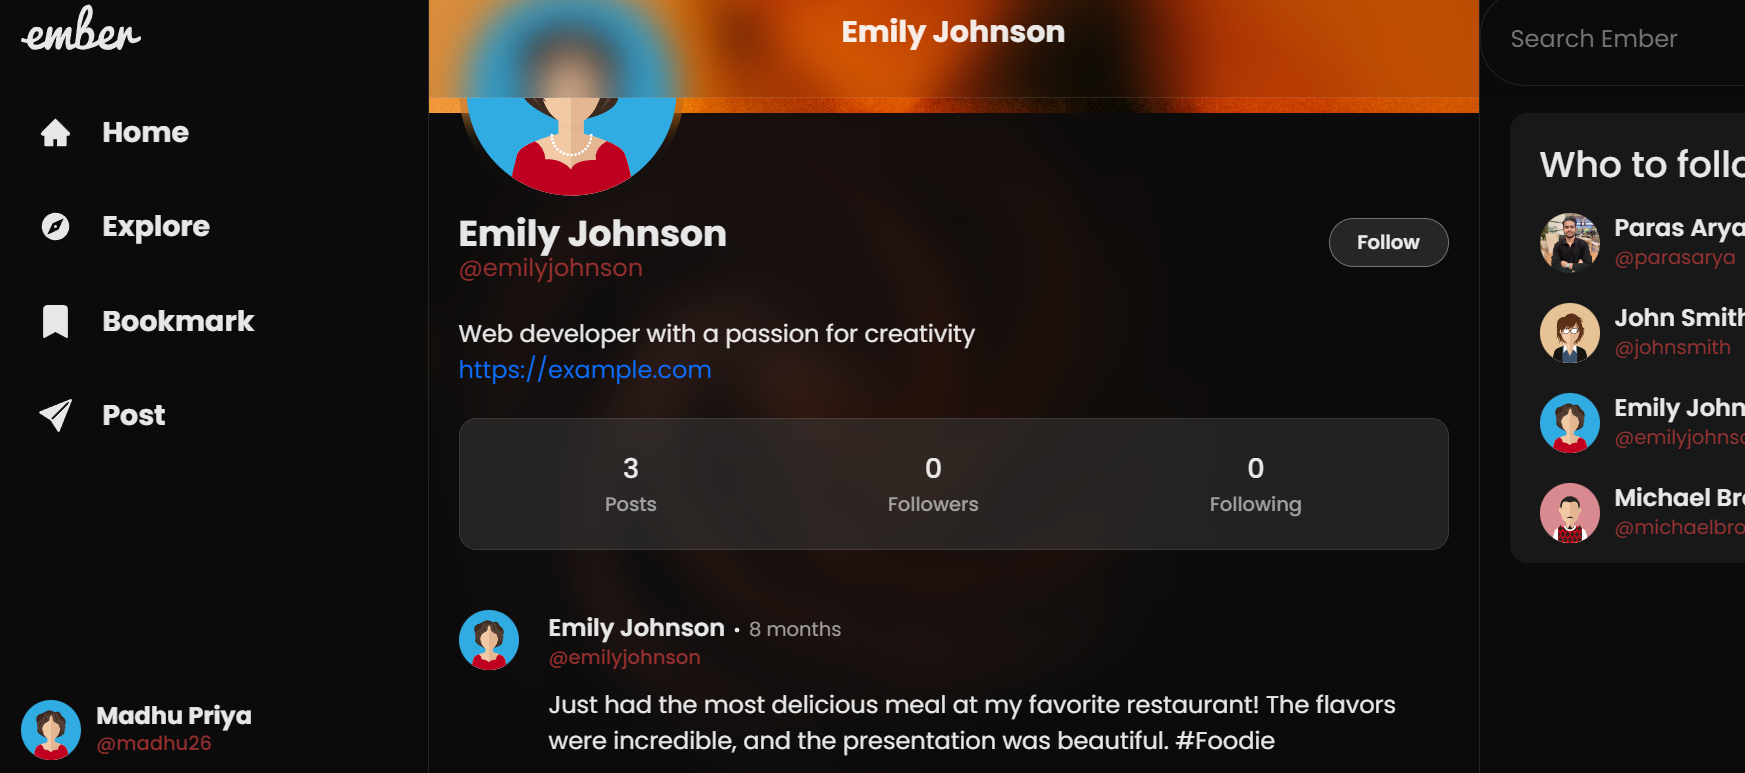 ember
Home
Explore
Bookmark
Post
Madhu Priya
@madhu26
Emily Johnson
Emily Johnson
@emilyjohnson
Follow
Web developer with a passion for creativity
https://example.com
3
Posts
0
Followers
0
Following
Emily Johnson • 8 months
@emilyjohnson
Just had the most delicious meal at my favorite restaurant! The flavors
were incredible, and the presentation was beautiful. #Foodie
Search Ember
Who to follo
Paras Arya
@parasarya
John Smith
@johnsmith
Emily John
@emilyjohnso
Michael Bro
@michaelbro